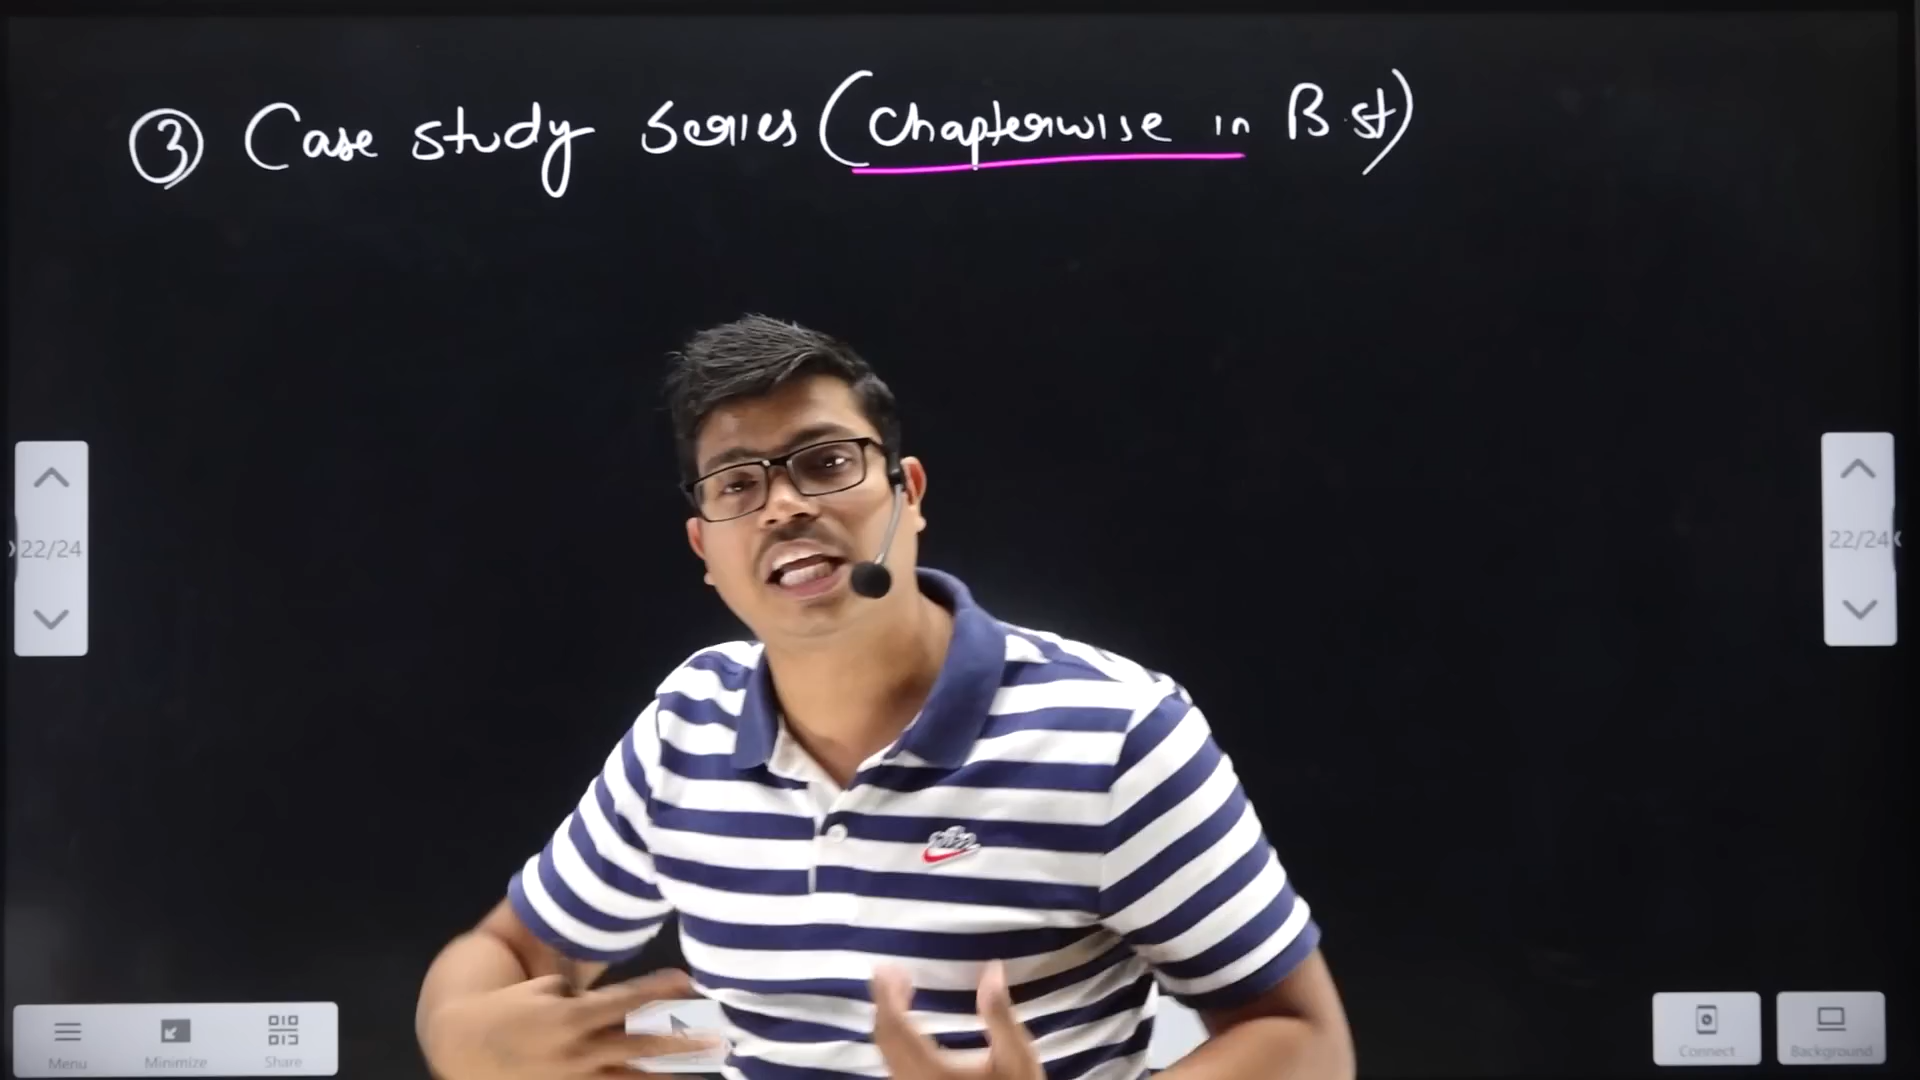 ③ Case study series (Chapterwise in B.st)
22/24
22/24
Menu Minimize Share
Connect Background